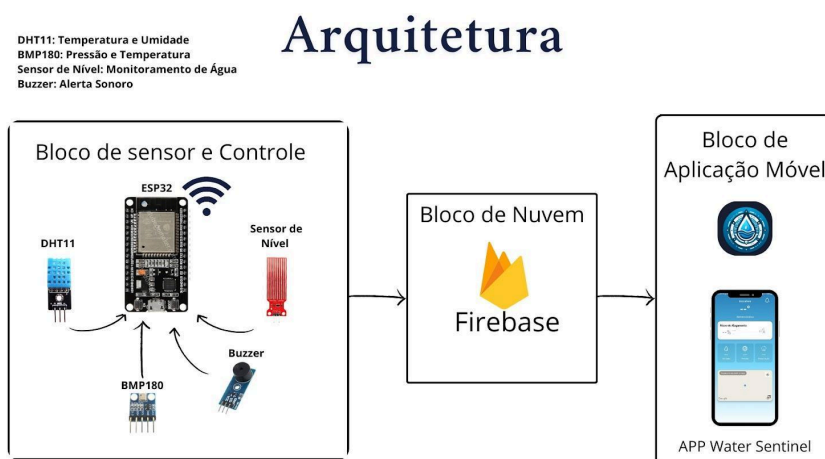 Arquitetura
DHT11: Temperatura e Umidade
BMP180: Pressão e Temperatura
Sensor de Nível: Monitoramento de Água
Buzzer: Alerta Sonoro
Bloco de sensor e Controle
ESP32
DHT11
Sensor de
Nível
Buzzer
BMP180
Bloco de Nuvem
Firebase
Bloco de
Aplicação Móvel
APP Water Sentinel